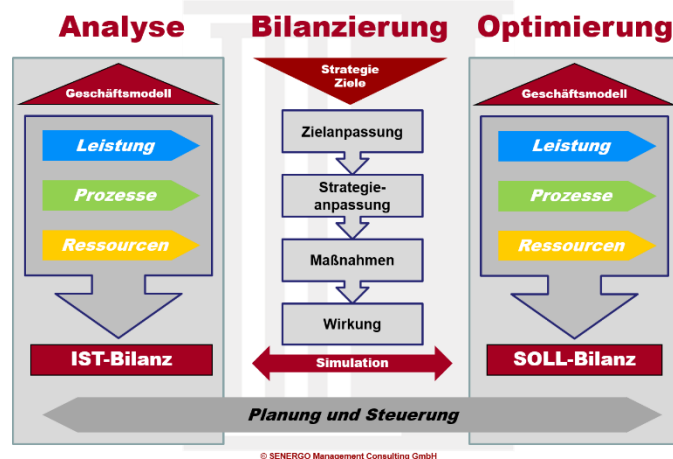 Analyse
Bilanzierung
Optimierung
Geschäftsmodell
Leistung
Prozesse
Ressourcen
IST-Bilanz
Strategie
Ziele
Zielanpassung
Strategie-
anpassung
Maßnahmen
Wirkung
Simulation
Geschäftsmodell
Leistung
Prozesse
Ressourcen
SOLL-Bilanz
Planung und Steuerung
© SENERGO Management Consulting GmbH